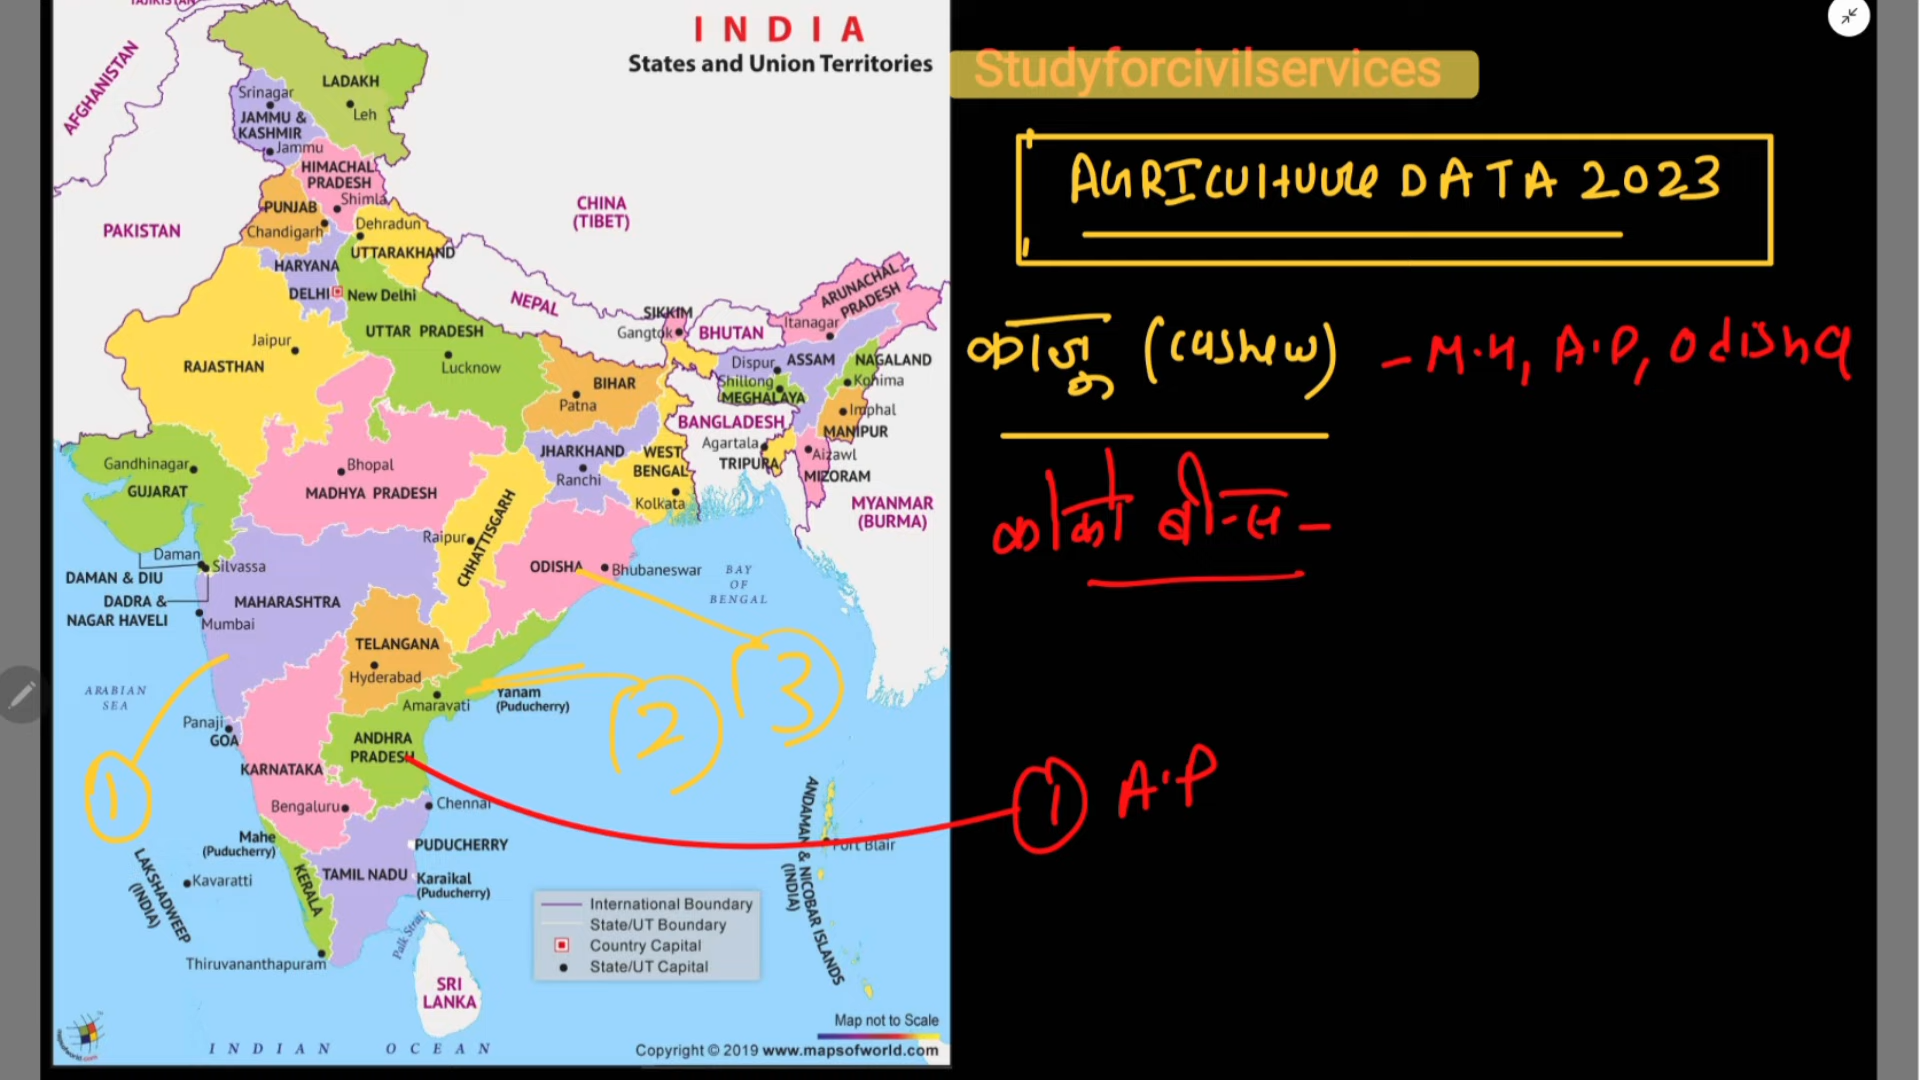 TAJIKISTAN
INDIA
States and Union Territories
AFGHANISTAN
LADAKH
Leh
Srinagar
JAMMU &
KASHMIR
Jammu
HIMACHAL
PRADESH
Shimla
PUNJAB
Chandigarh
Dehradun
UTTARAKHAND
HARYANA
DELHI
New Delhi
PAKISTAN
CHINA
(TIBET)
NEPAL
SIKKIM
Gangtok
BHUTAN
ARUNACHAL
PRADESH
Itanagar
UTTAR PRADESH
Lucknow
Jaipur
RAJASTHAN
BIHAR
Patna
Dispur
ASSAM
NAGALAND
Shillong
Kohima
MEGHALAYA
Imphal
MANIPUR
BANGLADESH
Agartala
TRIPURA
Aizawl
MIZORAM
MYANMAR
(BURMA)
Gandhinagar
GUJARAT
Bhopal
MADHYA PRADESH
JHARKHAND
Ranchi
WEST
BENGAL
Kolkata
Raipur
CHHATTISGARH
ODISHA
Bhubaneswar
BAY
OF
BENGAL
Daman
Silvassa
DAMAN & DIU
DADRA &
NAGAR HAVELI
MAHARASHTRA
Mumbai
TELANGANA
Hyderabad
Amaravati
Yanam
(Puducherry)
ARABIAN
SEA
Panaji
GOA
KARNATAKA
Bengaluru
ANDHRA
PRADESH
Chennai
Mahe
(Puducherry)
PUDUCHERRY
Karaikal
(Puducherry)
TAMIL NADU
KERALA
LAKSHADWEEP
(INDIA)
Kavaratti
Thiruvananthapuram
Palk Strait
SRI
LANKA
ANDAMAN & NICOBAR ISLANDS
(INDIA)
Port Blair
International Boundary
State/UT Boundary
Country Capital
State/UT Capital
Map not to Scale
INDIAN OCEAN
Copyright © 2019 www.mapsofworld.com
1
2
3
Studyforcivilservices
AGRICULTURE DATA 2023
काजू (cashew) - M.H, A.P, Odisha
कोको बीन्स -
1 A.P